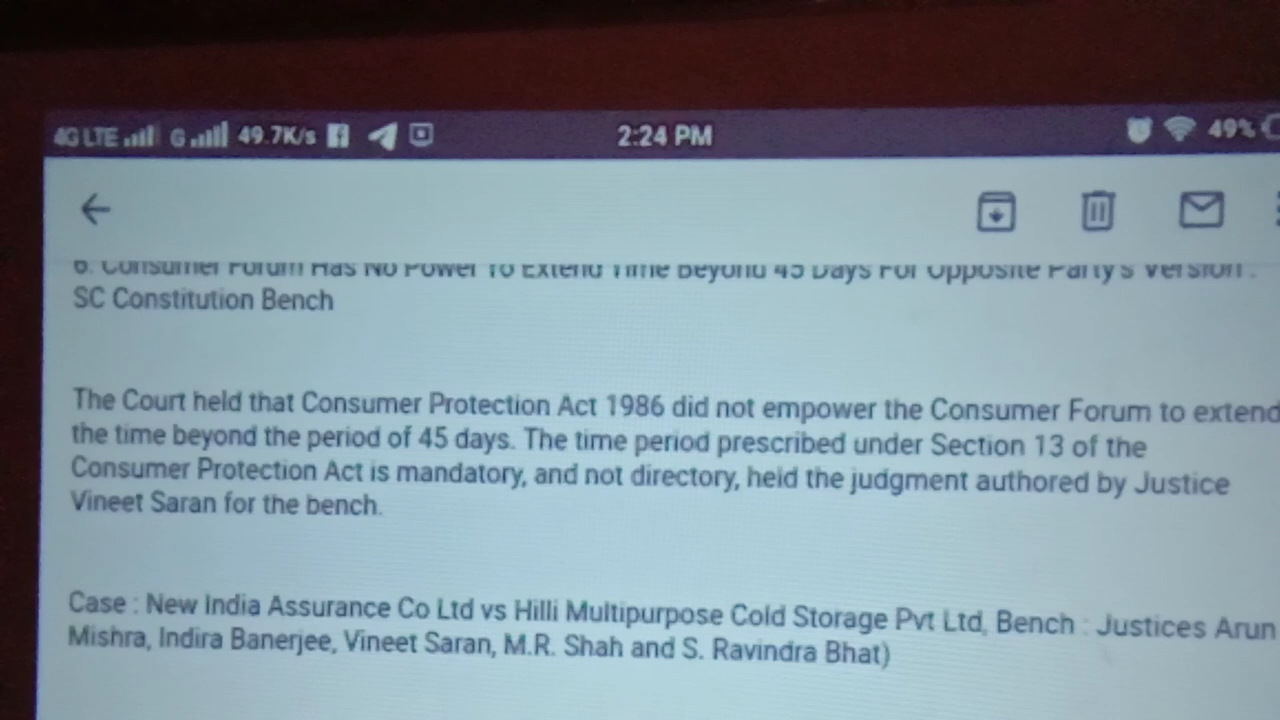 4G LTE G 49.7K/s 2:24 PM 49%
6. Consumer Forum Has No Power To Extend Time Beyond 45 Days For Opposite Party's Version :
SC Constitution Bench
The Court held that Consumer Protection Act 1986 did not empower the Consumer Forum to extend
the time beyond the period of 45 days. The time period prescribed under Section 13 of the
Consumer Protection Act is mandatory, and not directory, held the judgment authored by Justice
Vineet Saran for the bench.
Case : New India Assurance Co Ltd vs Hilli Multipurpose Cold Storage Pvt Ltd, Bench : Justices Arun
Mishra, Indira Banerjee, Vineet Saran, M.R. Shah and S. Ravindra Bhat)